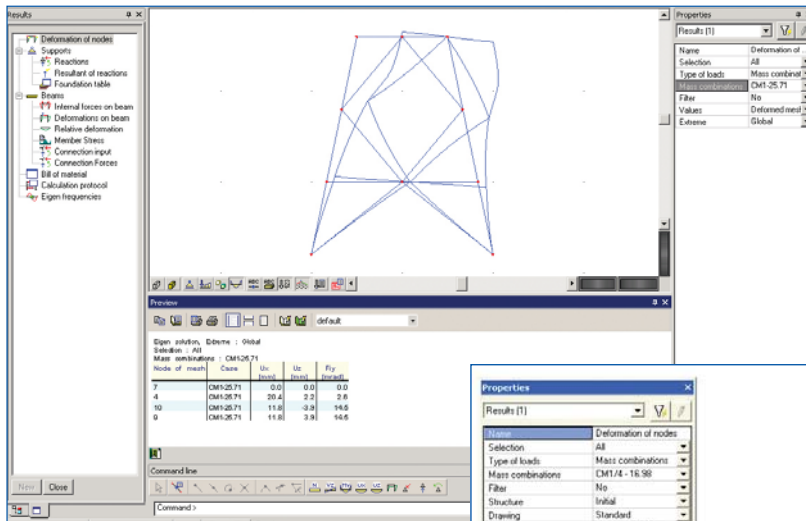 Results
Deformation of nodes
Supports
Reactions
Resultant of reactions
Foundation table
Beams
Internal forces on beam
Deformations on beam
Relative deformation
Member Stress
Connection input
Connection Forces
Bill of material
Calculation protocol
Eigen frequencies
New
Close
Properties
Results (1)
Name Deformation of ..
Selection All
Type of loads Mass combinat
Mass combinations CM1-25.71
Filter No
Values Deformed mesh
Extreme Global
Preview
default
Eigen solution, Extreme : Global
Selection : All
Mass combinations : CM1-25.71
Node of mesh Case Ux Uz Fiy
[mm] [mm] [mrad]
7 CM1-25.71 0.0 0.0 0.0
4 CM1-25.71 20.4 2.2 2.6
10 CM1-25.71 11.8 -3.9 14.6
9 CM1-25.71 11.8 3.9 14.6
Command line
Command >
Properties
Results (1)
Name Deformation of nodes
Selection All
Type of loads Mass combinations
Mass combinations CM1/4 - 16.98
Filter No
Structure Initial
Drawing Standard